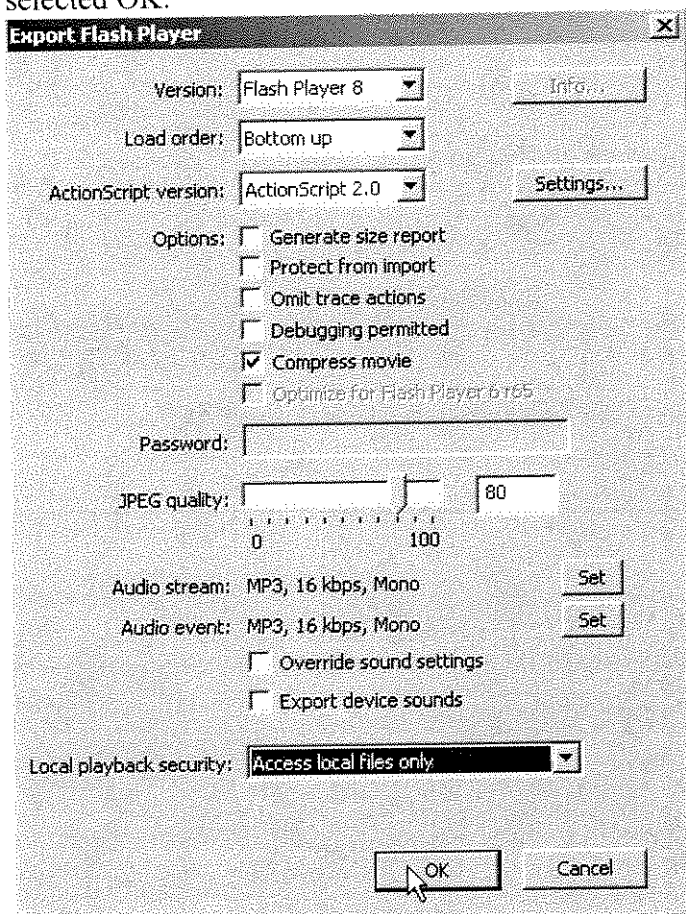 selected OK.
Export Flash Player
Version: Flash Player 8 Info...
Load order: Bottom up
ActionScript version: ActionScript 2.0 Settings...
Options: Generate size report
Protect from import
Omit trace actions
Debugging permitted
Compress movie
Optimize for Flash Player 6 r65
Password:
JPEG quality: 80
0 100
Audio stream: MP3, 16 kbps, Mono Set
Audio event: MP3, 16 kbps, Mono Set
Override sound settings
Export device sounds
Local playback security: Access local files only
OK Cancel